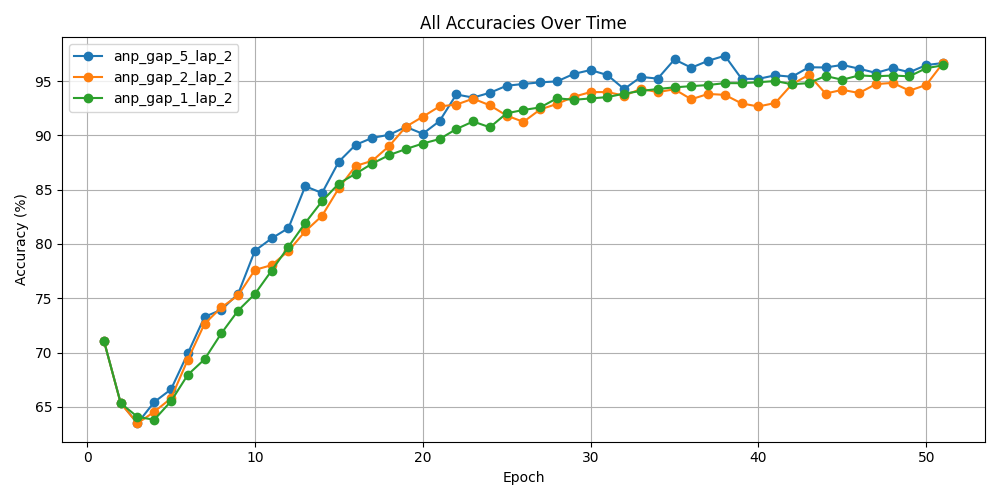 All Accuracies Over Time
anp_gap_5_lap_2
anp_gap_2_lap_2
anp_gap_1_lap_2
Accuracy (%)
95
90
85
80
75
70
65
0 10 20 30 40 50
Epoch